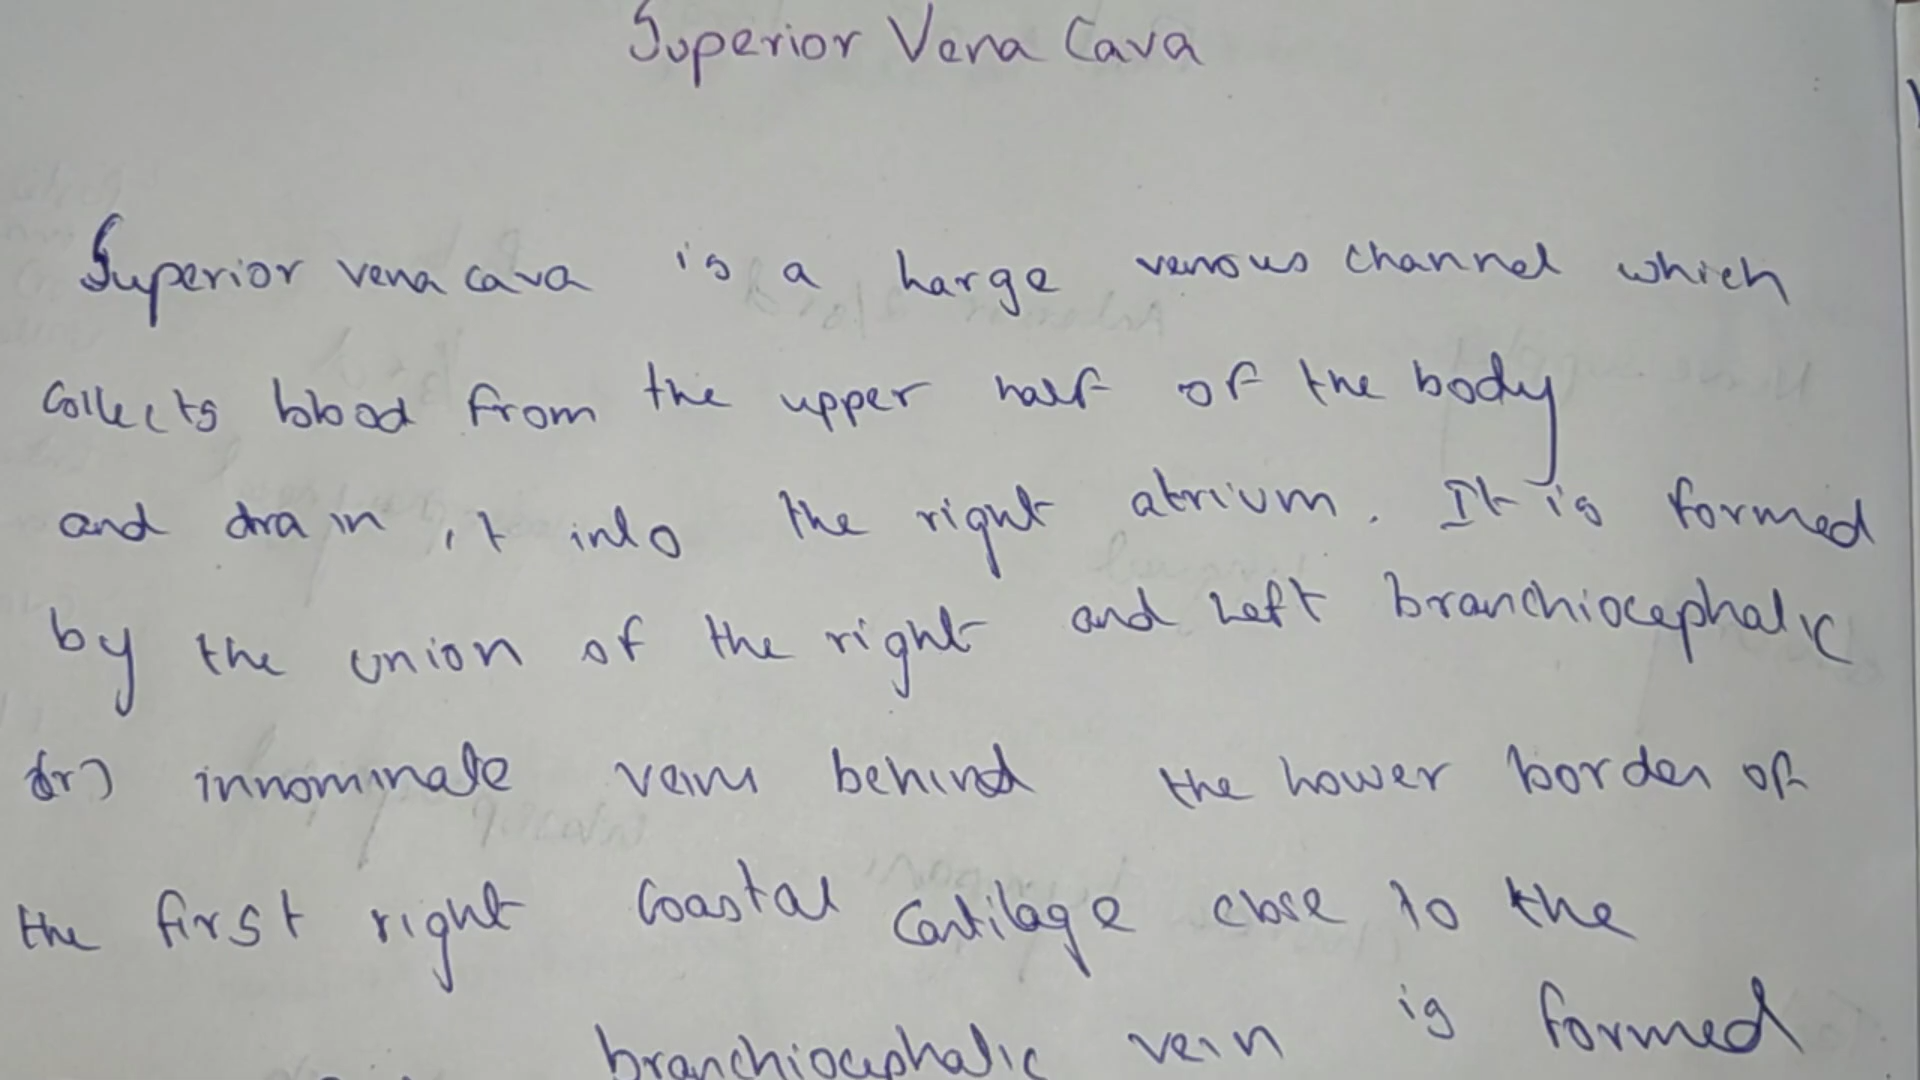 Superior Vena Cava
Superior vena cava is a large venous channel which
collects blood from the upper half of the body
and drain it into the right atrium. It is formed
by the union of the right and left branchiocephalic
(or) innominate veins behind the lower border of
the first right coastal cartilage close to the
branchiocephalic vein is formed